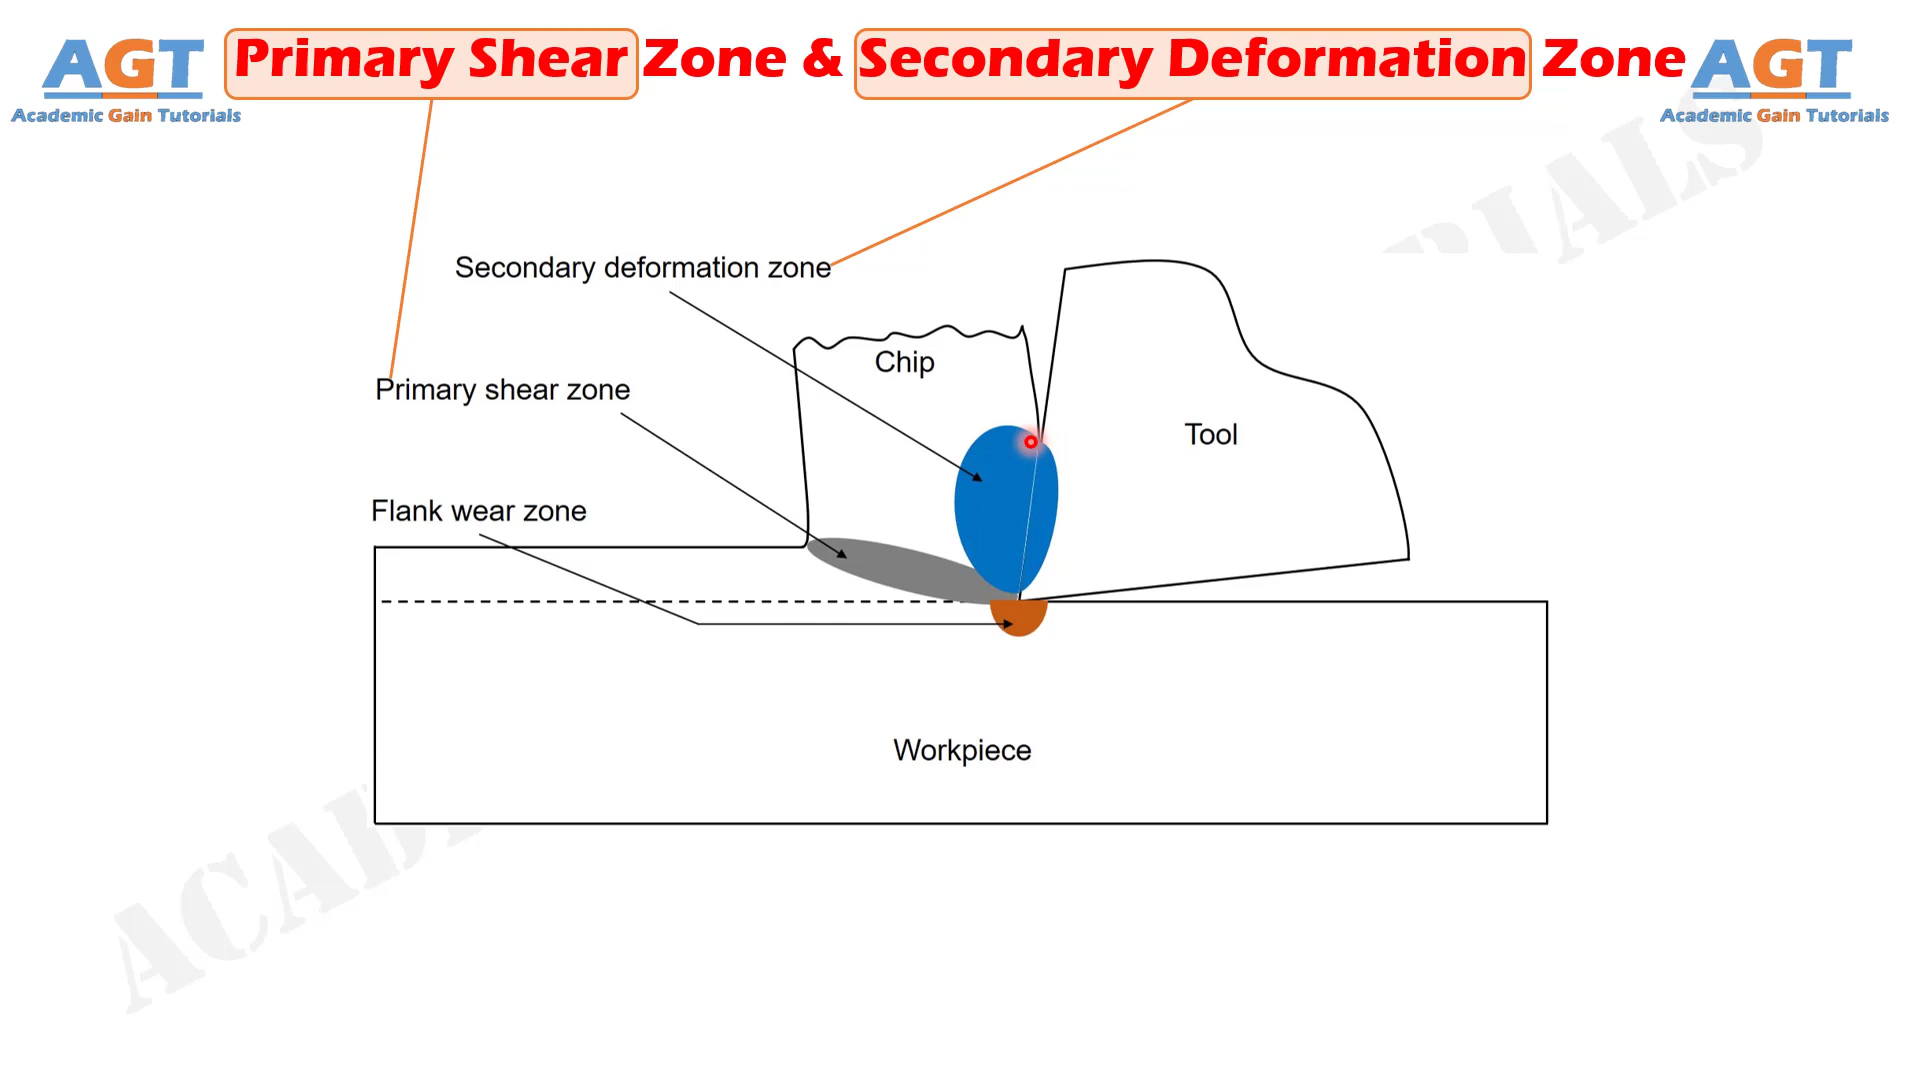 AGT
Academic Gain Tutorials
Primary Shear Zone & Secondary Deformation Zone
AGT
Academic Gain Tutorials
Secondary deformation zone
Chip
Primary shear zone
Tool
Flank wear zone
Workpiece